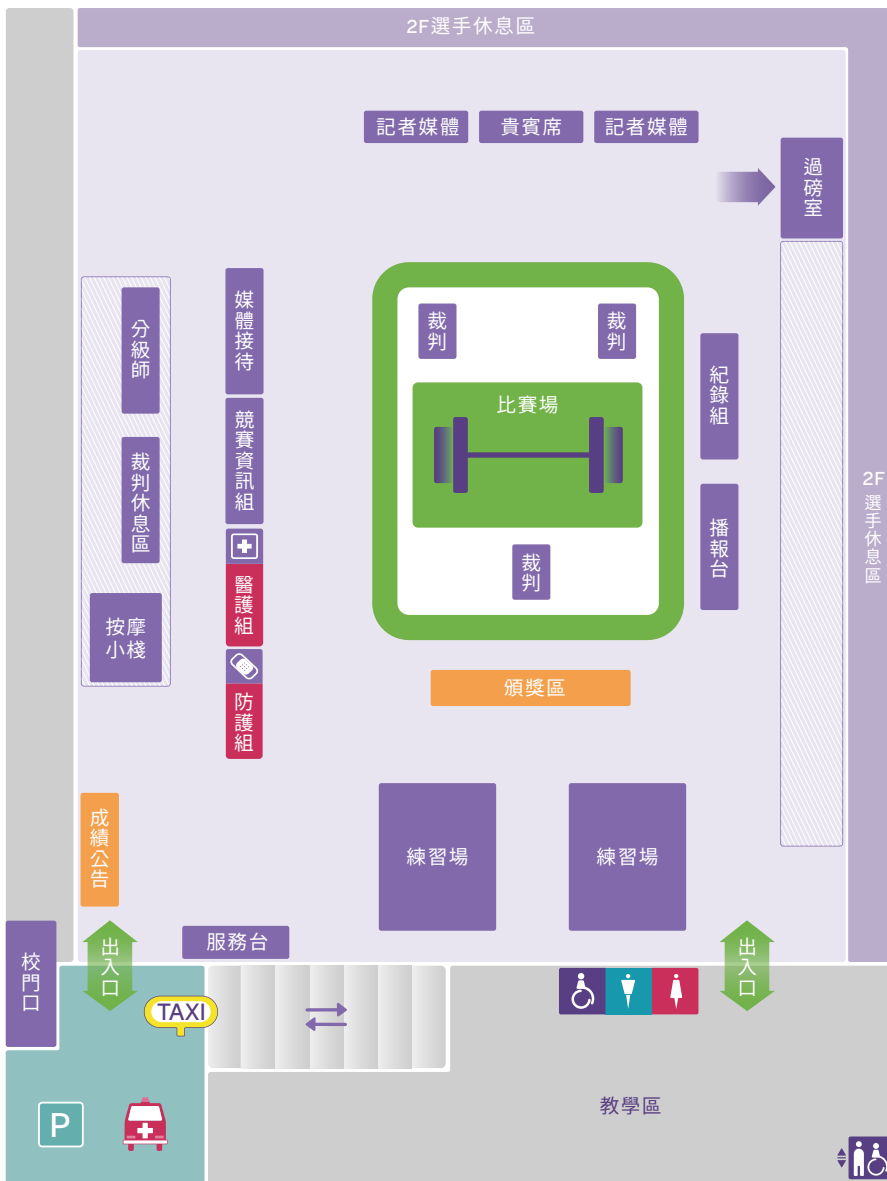 2F選手休息區
記者媒體
貴賓席
記者媒體
過磅室
分級師
裁判休息區
按摩
小棧
媒體接待
競賽資訊組
醫護組
防護組
裁判
裁判
比賽場
裁判
紀錄組
播報台
2F
選手休息區
頒獎區
練習場
練習場
成績公告
校門口
出入口
服務台
出入口
TAXI
P
教學區